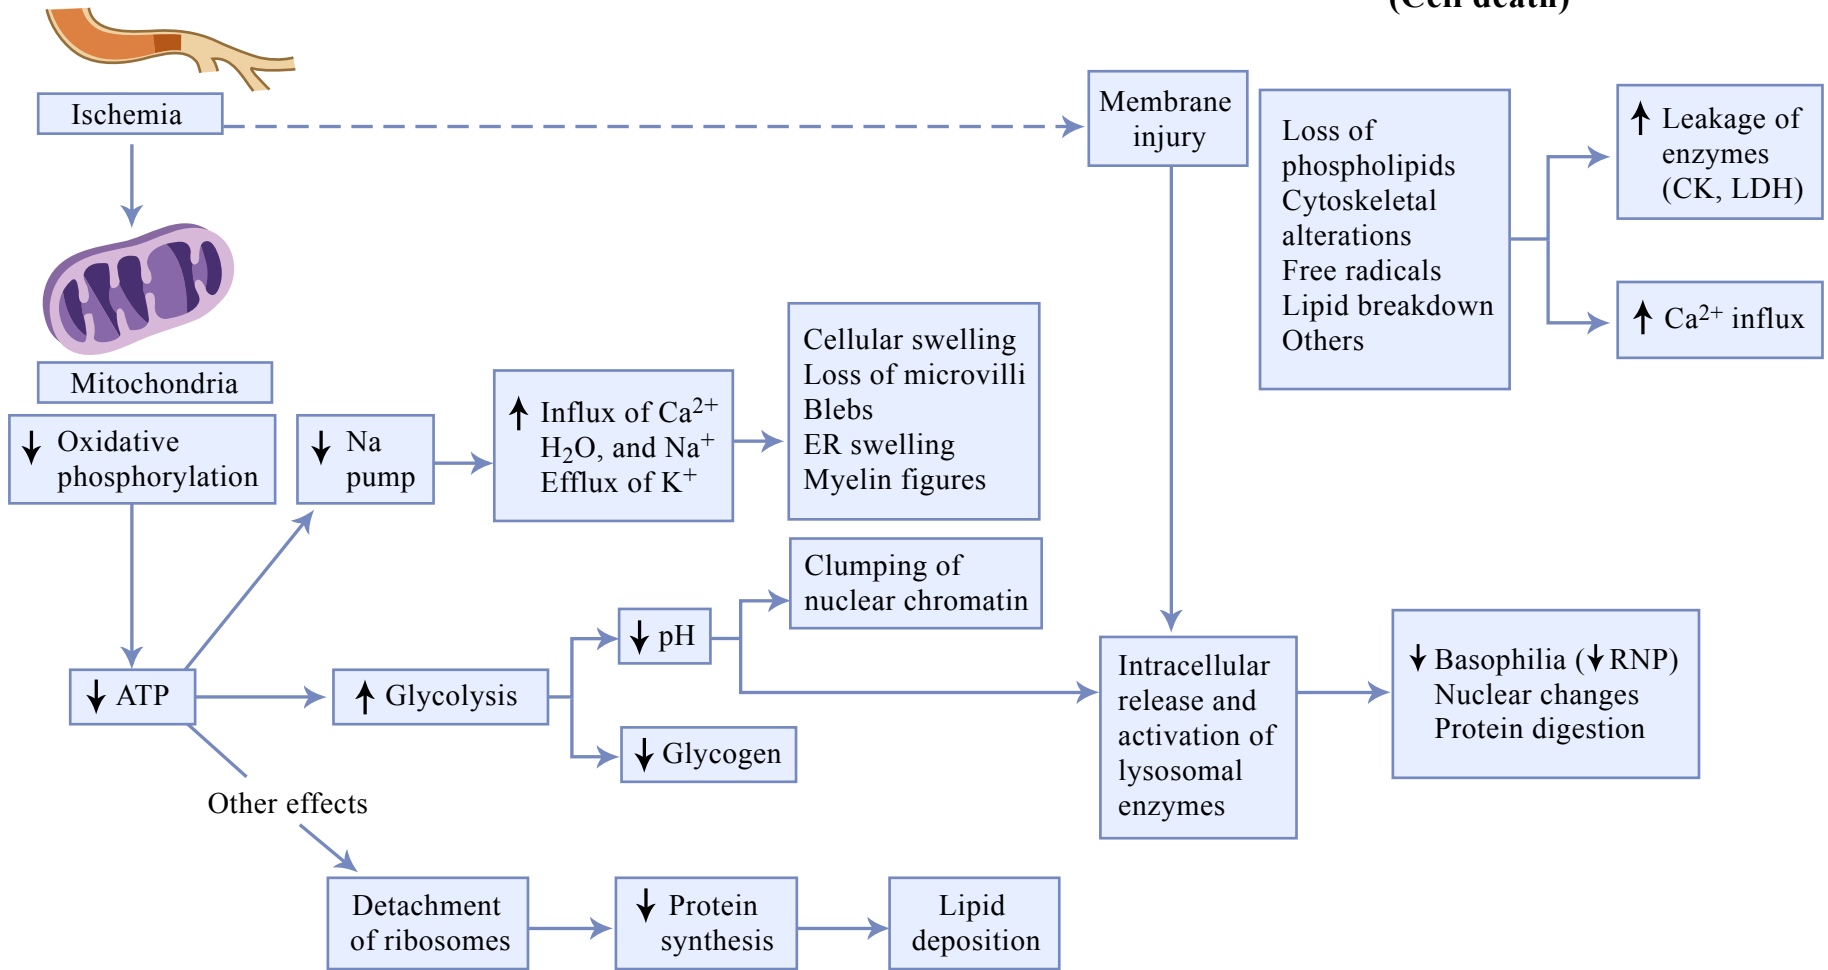 (Cell death)
Ischemia
Membrane
injury
Loss of
phospholipids
Cytoskeletal
alterations
Free radicals
Lipid breakdown
Others
↑ Leakage of
enzymes
(CK, LDH)
↑ Ca²⁺ influx
Mitochondria
↓ Oxidative
phosphorylation
↓ Na
pump
↑ Influx of Ca²⁺
H₂O, and Na⁺
Efflux of K⁺
Cellular swelling
Loss of microvilli
Blebs
ER swelling
Myelin figures
↓ ATP
↑ Glycolysis
↓ pH
↓ Glycogen
Clumping of
nuclear chromatin
Intracellular
release and
activation of
lysosomal
enzymes
↓ Basophilia (↓ RNP)
Nuclear changes
Protein digestion
Other effects
Detachment
of ribosomes
↓ Protein
synthesis
Lipid
deposition